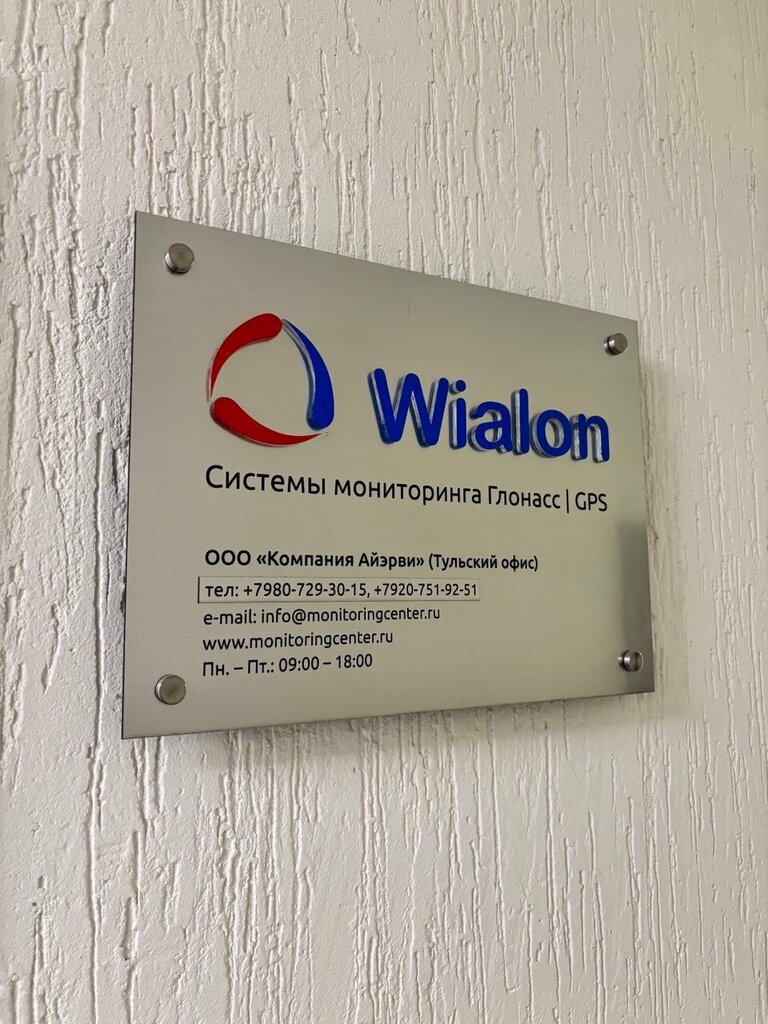 Wialon
Системы мониторинга Глонасс | GPS
ООО «Компания Айэрви» (Тульский офис)
тел: +7980-729-30-15, +7920-751-92-51
e-mail: info@monitoringcenter.ru
www.monitoringcenter.ru
Пн. – Пт.: 09:00 – 18:00